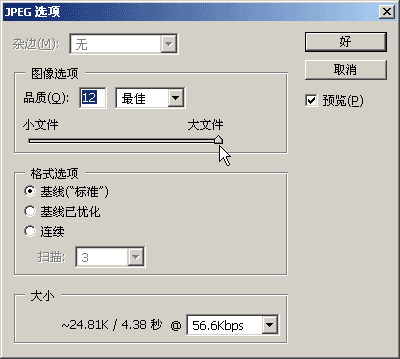 JPEG 选项
杂边(M): 无
好
取消
预览(P)
图像选项
品质(Q): 12 最佳
小文件 大文件
格式选项
基线(“标准”)
基线已优化
连续
扫描: 3
大小
~24.81K / 4.38 秒 @ 56.6Kbps